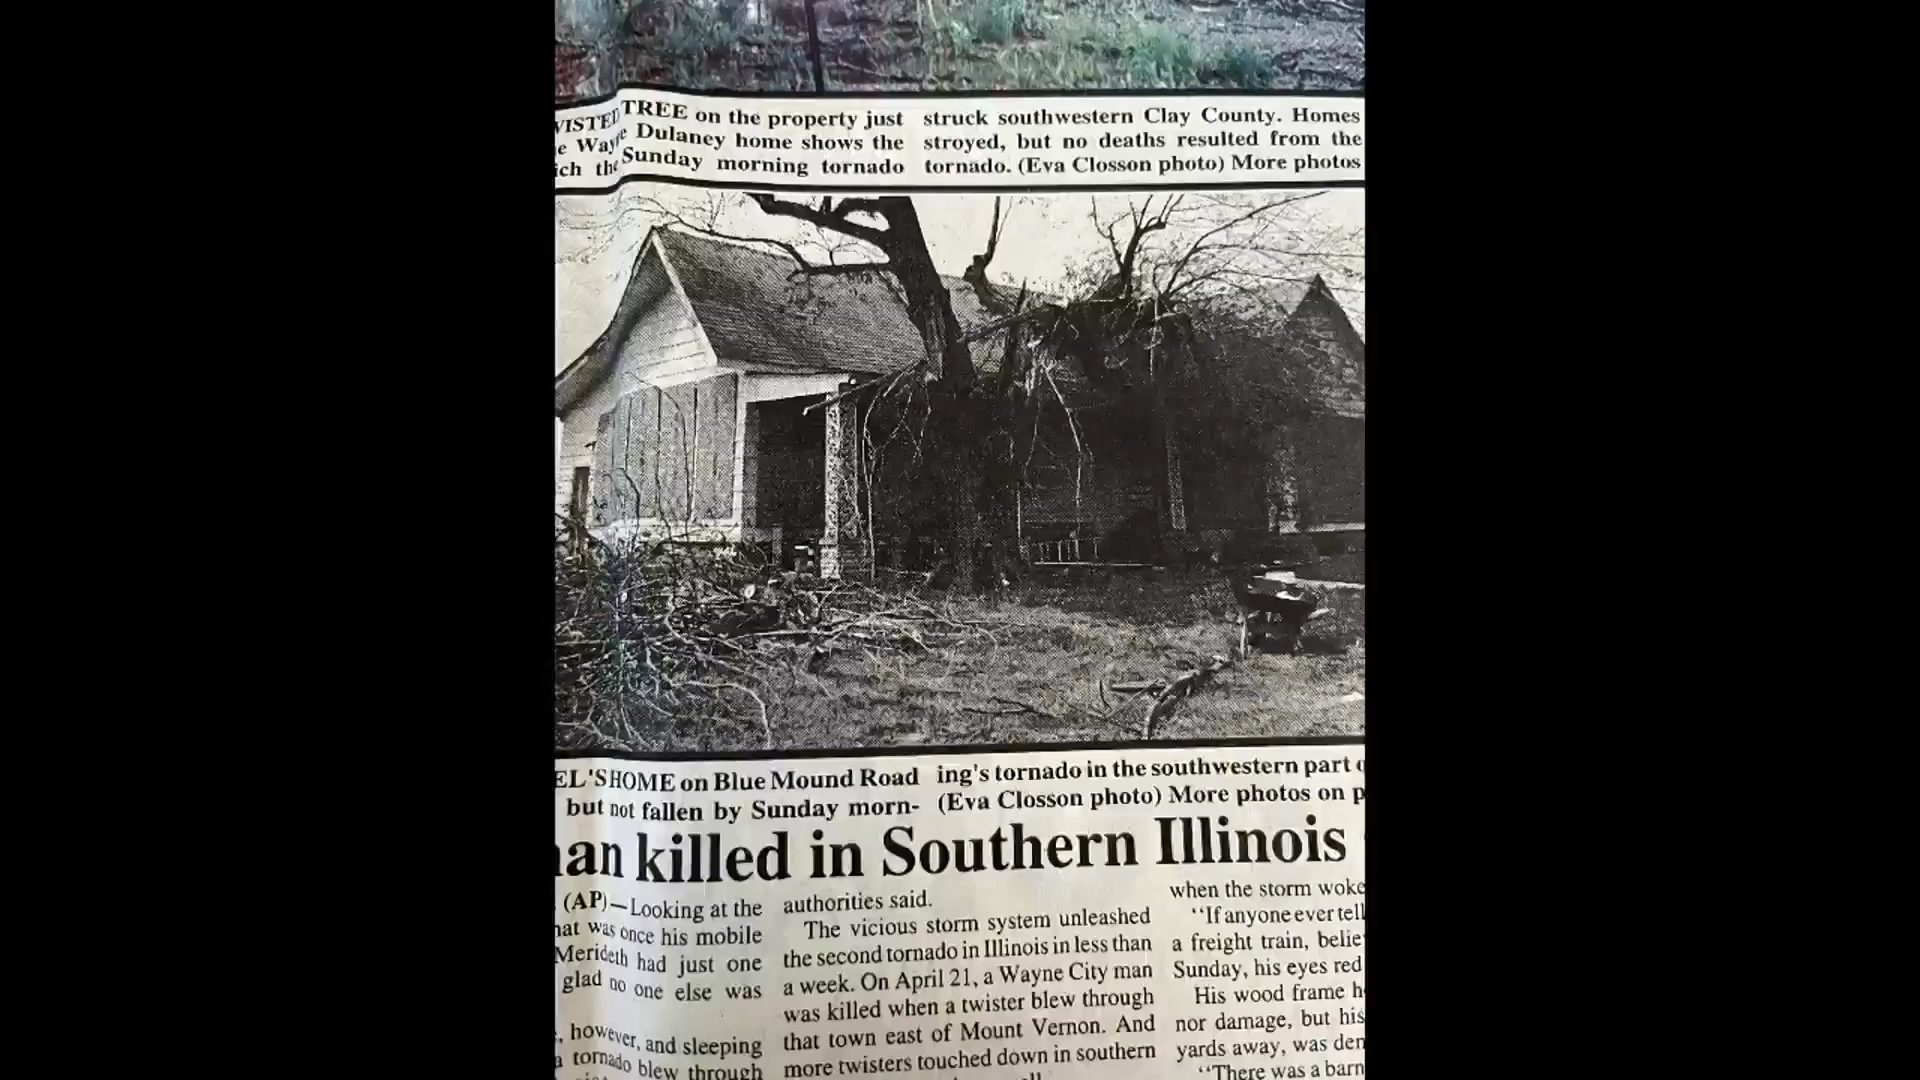 TREE on the property just
Dulaney home shows the
Sunday morning tornado
struck southwestern Clay County. Homes
stroyed, but no deaths resulted from the
tornado. (Eva Closson photo) More photos
EL'S HOME on Blue Mound Road
but not fallen by Sunday morn-
ing's tornado in the southwestern part
(Eva Closson photo) More photos on
an killed in Southern Illinois
(AP)—Looking at the
hat was once his mobile
Merideth had just one
glad no one else was
, however, and sleeping
a tornado blew through
authorities said.
The vicious storm system unleashed
the second tornado in Illinois in less than
a week. On April 21, a Wayne City man
was killed when a twister blew through
that town east of Mount Vernon. And
more twisters touched down in southern
when the storm woke
"If anyone ever tell
a freight train, belie
Sunday, his eyes red
His wood frame h
nor damage, but his
yards away, was den
"There was a barn